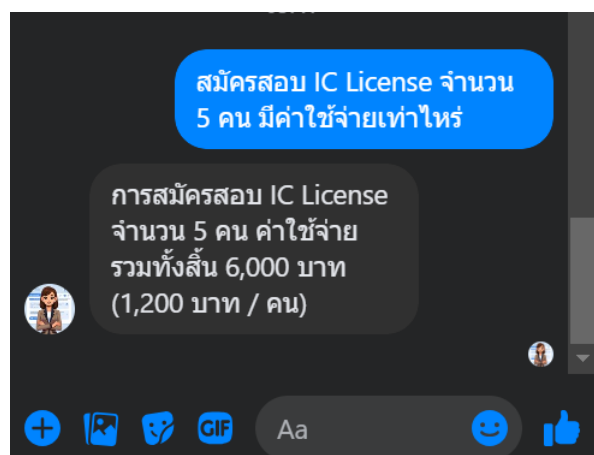 สมัครสอบ IC License จำนวน
5 คน มีค่าใช้จ่ายเท่าไหร่
การสมัครสอบ IC License
จำนวน 5 คน ค่าใช้จ่าย
รวมทั้งสิ้น 6,000 บาท
(1,200 บาท / คน)
GIF
Aa